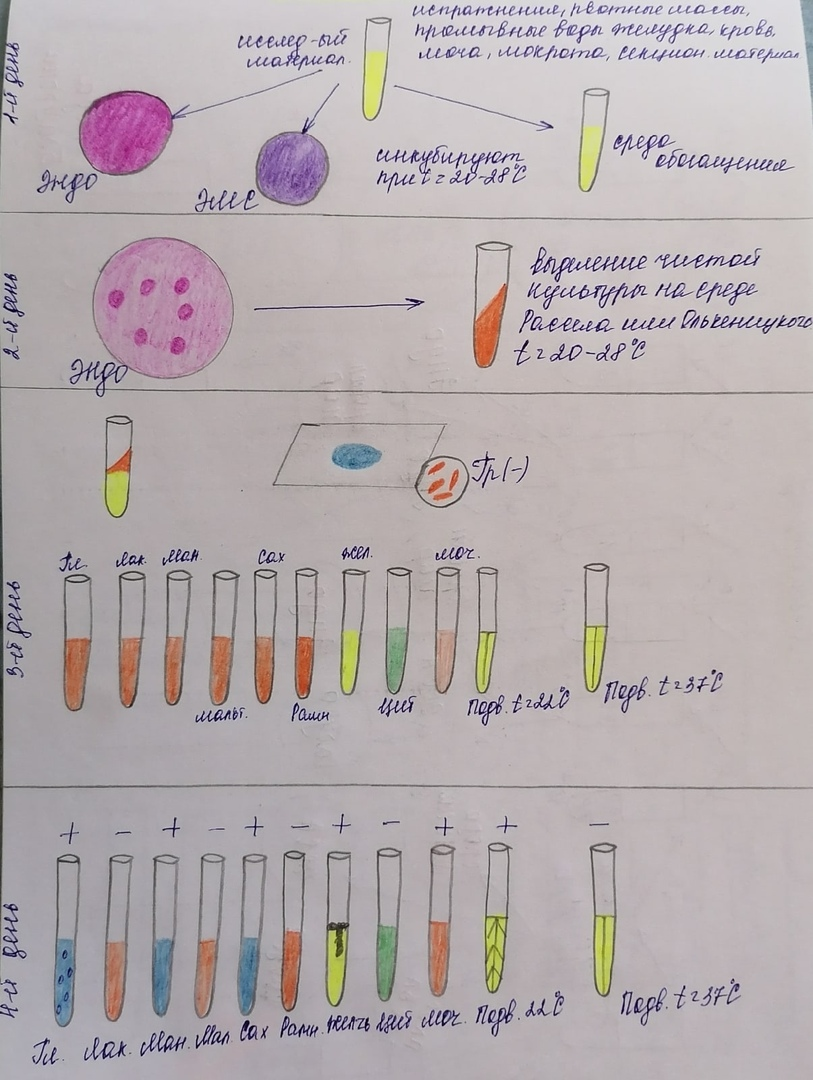 1-й день
исслед-ый
материал.
испражнения, рвотные массы,
промывные воды желудка, кровь,
моча, мокрота, секцион. материал
Эндо
ЭМС
инкубируют
при t = 20-28°С
среда
обогащения
2-й день
Эндо
выделение чистой
культуры на среде
Рассела или Олькеницкого
t = 20-28°С
3-й день
Гр(-)
Гл.
Лак.
Ман.
Сах
жел.
моч.
мальт.
Рамн
Цит
Подв. t=22°С
Подв. t=37°С
4-й день
+ - + - + - + - + + -
Гл. Лак. Ман. Мал. Сах Рамн. Желчь Цит моч. Подв. 22°С
Подв. t=37°С